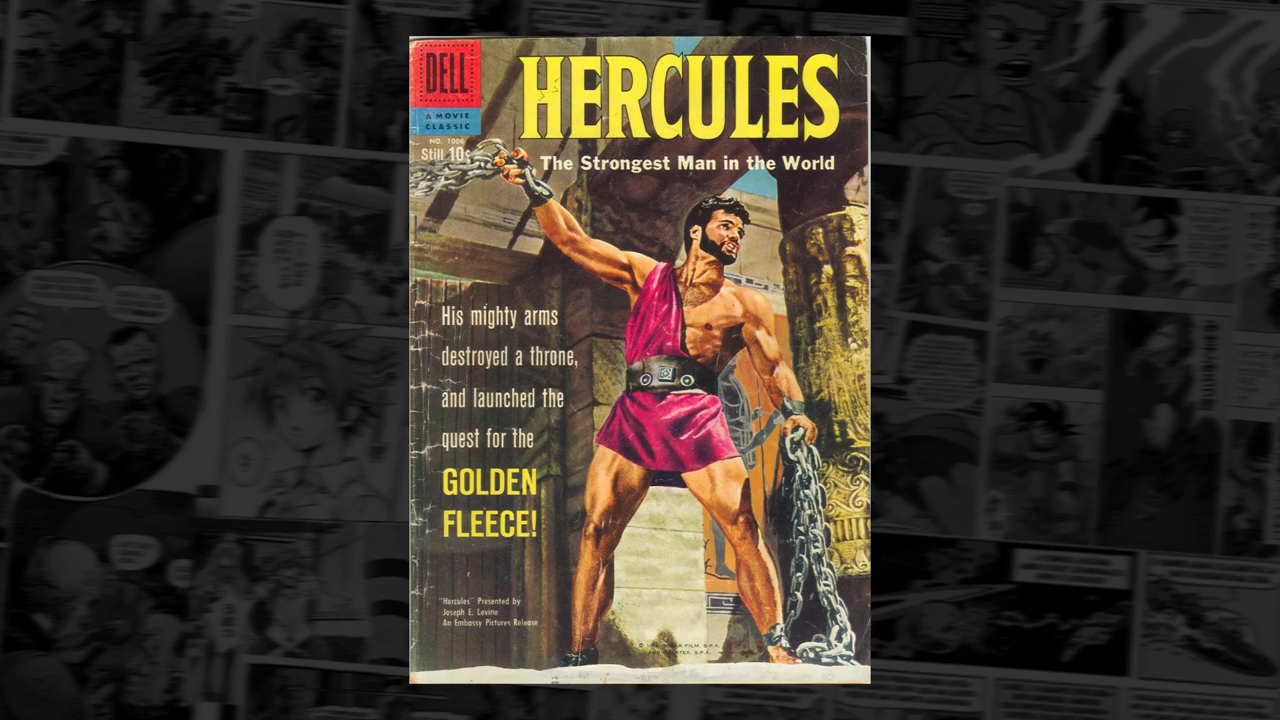 DELL
A MOVIE
CLASSIC
NO. 1006
Still 10¢
HERCULES
The Strongest Man in the World
His mighty arms
destroyed a throne,
and launched the
quest for the
GOLDEN
FLEECE!
"Hercules" Presented by
Joseph E. Levine
An Embassy Pictures Release
FILM, S.P.A.
S.P.A.